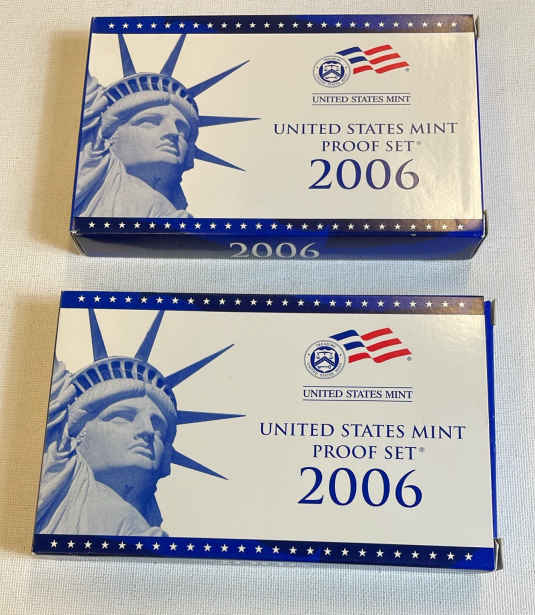 UNITED STATES MINT
UNITED STATES MINT
PROOF SET®
2006
2006
UNITED STATES MINT
UNITED STATES MINT
PROOF SET®
2006